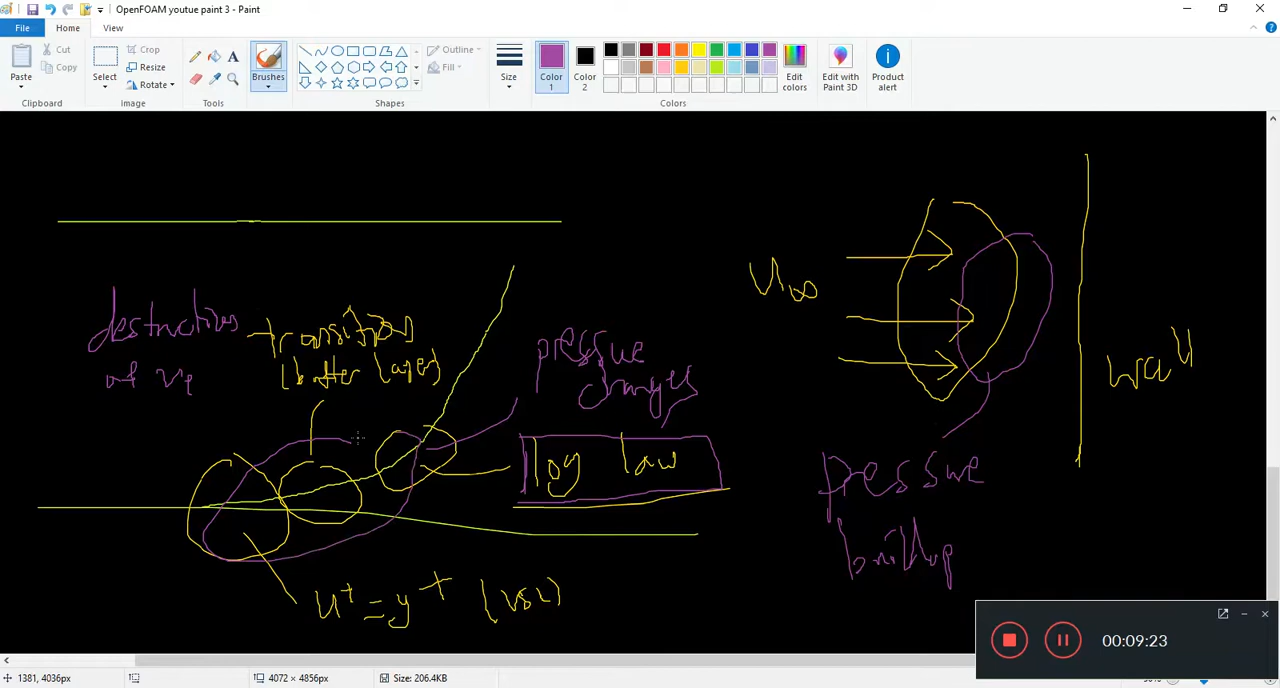 OpenFOAM youtue paint 3 - Paint
File
Home
View
Paste
Cut
Copy
Clipboard
Select
Crop
Resize
Rotate
Image
Tools
Brushes
Shapes
Outline
Fill
Size
Color 1
Color 2
Edit colors
Colors
Edit with Paint 3D
Product alert
destruction
of
transition
(buffer layer)
pressue
changes
log law
u+ = y+ (VSL)
U∞
wall
pressue
buildup
00:09:23
1381, 4036px
4072 × 4856px
Size: 206.4KB